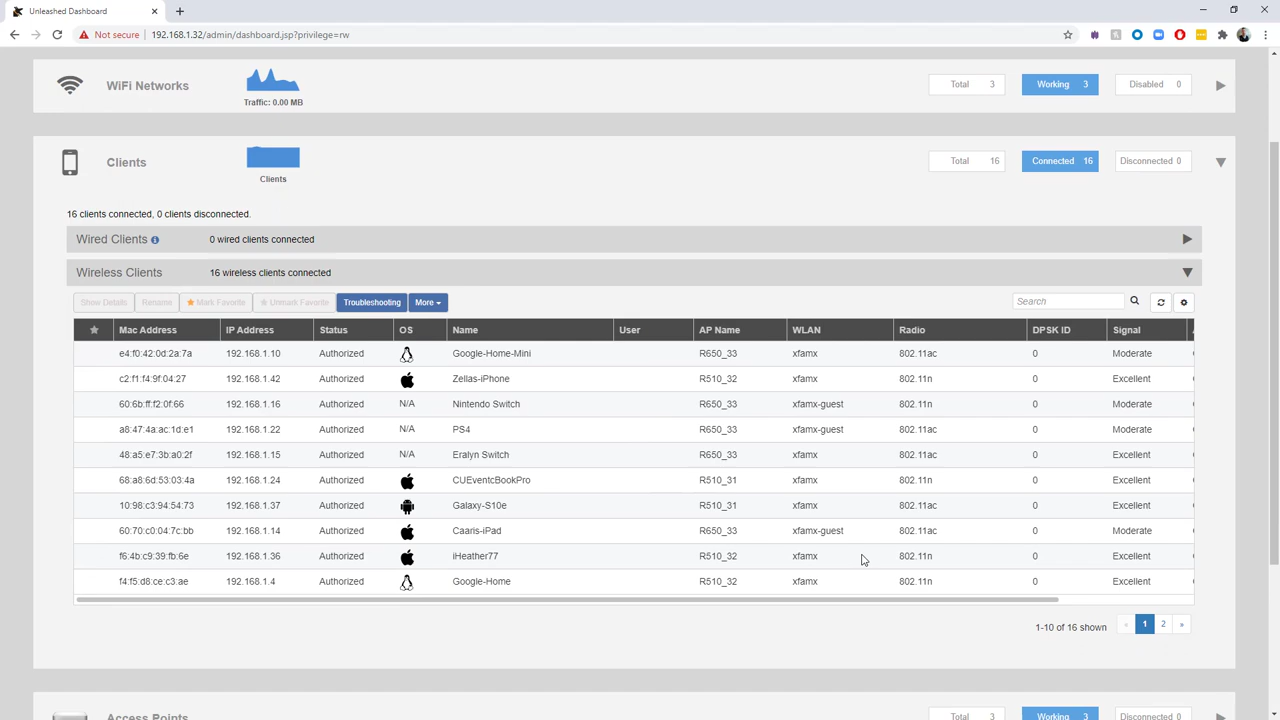 Unleashed Dashboard
Not secure 192.168.1.32/admin/dashboard.jsp?privilege=rw
WiFi Networks
Traffic: 0.00 MB
Total 3 Working 3 Disabled 0
Clients
Clients
Total 16 Connected 16 Disconnected 0
16 clients connected, 0 clients disconnected.
Wired Clients 0 wired clients connected
Wireless Clients 16 wireless clients connected
Show Details Rename Mark Favorite Unmark Favorite Troubleshooting More Search
Mac Address IP Address Status OS Name User AP Name WLAN Radio DPSK ID Signal
e4:f0:42:0d:2a:7a 192.168.1.10 Authorized Google-Home-Mini R650_33 xfamx 802.11ac 0 Moderate
c2:f1:f4:9f:04:27 192.168.1.42 Authorized Zellas-iPhone R510_32 xfamx 802.11n 0 Excellent
60:6b:ff:f2:0f:66 192.168.1.16 Authorized N/A Nintendo Switch R650_33 xfamx-guest 802.11n 0 Moderate
a8:47:4a:ac:1d:e1 192.168.1.22 Authorized N/A PS4 R650_33 xfamx-guest 802.11ac 0 Moderate
48:a5:e7:3b:a0:2f 192.168.1.15 Authorized N/A Eralyn Switch R650_33 xfamx 802.11ac 0 Excellent
68:a8:6d:53:03:4a 192.168.1.24 Authorized CUEventcBookPro R510_31 xfamx 802.11n 0 Excellent
10:98:c3:94:54:73 192.168.1.37 Authorized Galaxy-S10e R510_31 xfamx 802.11ac 0 Excellent
60:70:c0:04:7c:bb 192.168.1.14 Authorized Caaris-iPad R650_33 xfamx-guest 802.11ac 0 Moderate
f6:4b:c9:39:fb:6e 192.168.1.36 Authorized iHeather77 R510_32 xfamx 802.11n 0 Excellent
f4:f5:d8:ce:c3:ae 192.168.1.4 Authorized Google-Home R510_32 xfamx 802.11n 0 Excellent
1-10 of 16 shown « 1 2 »
Access Points Total 3 Working 3 Disconnected 0